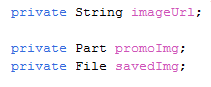 private String imageUrl;
private Part promoImg;
private File savedImg;